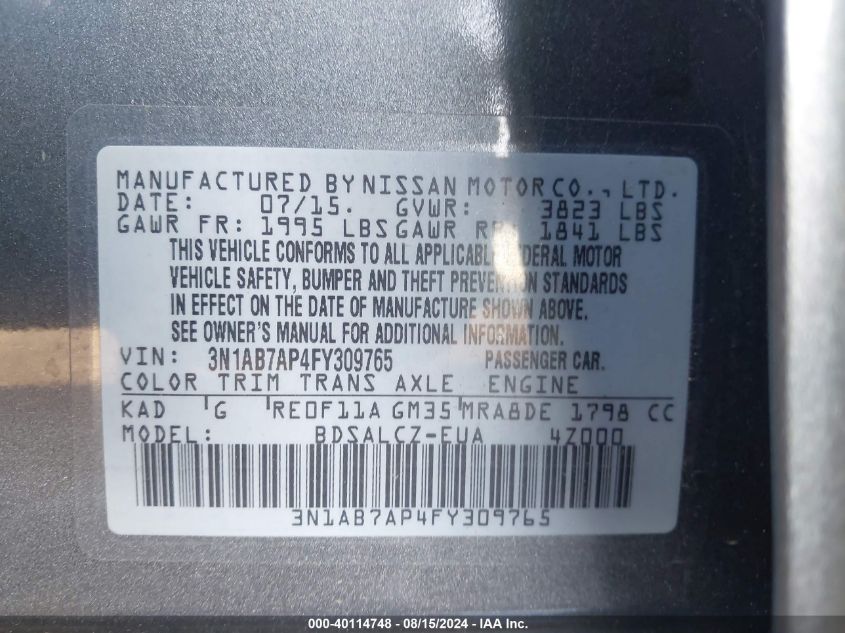 MANUFACTURED BY NISSAN MOTOR CO., LTD.
DATE: 07/15. GVWR: 3823 LBS
GAWR FR: 1995 LBS GAWR RR 1841 LBS
THIS VEHICLE CONFORMS TO ALL APPLICABLE FEDERAL MOTOR
VEHICLE SAFETY, BUMPER AND THEFT PREVENTION STANDARDS
IN EFFECT ON THE DATE OF MANUFACTURE SHOWN ABOVE.
SEE OWNER'S MANUAL FOR ADDITIONAL INFORMATION.
VIN: 3N1AB7AP4FY309765 PASSENGER CAR.
COLOR TRIM TRANS AXLE ENGINE
KAD G RE0F11A GM35 MRA8DE 1798 CC
MODEL: BDSALCZ-EUA 4Z000
3N1AB7AP4FY309765
000-40114748 - 08/15/2024 - IAA Inc.